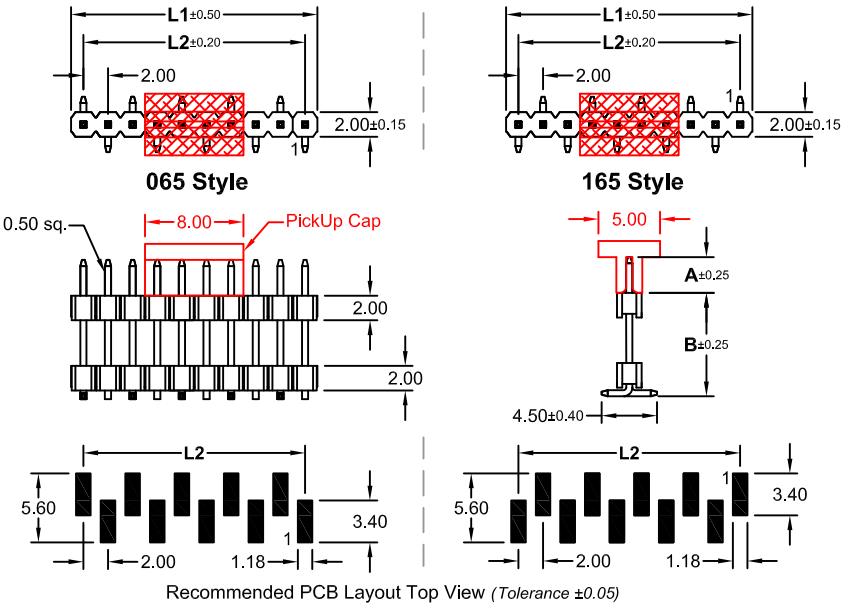 L1±0.50
L1±0.50
L2±0.20
L2±0.20
2.00
2.00
1
2.00±0.15
2.00±0.15
1
065 Style
165 Style
8.00
PickUp Cap
5.00
0.50 sq.
A±0.25
2.00
B±0.25
2.00
4.50±0.40
L2
L2
1
5.60
3.40
5.60
3.40
1
2.00
1.18
2.00
1.18
Recommended PCB Layout Top View (Tolerance ±0.05)